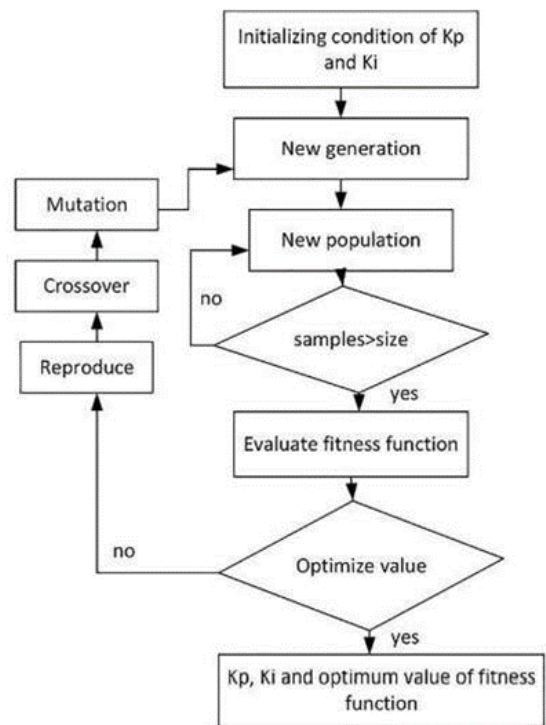 Initializing condition of Kp
and Ki
New generation
Mutation
New population
Crossover
no
samples>size
Reproduce
yes
Evaluate fitness function
no
Optimize value
yes
Kp, Ki and optimum value of fitness
function